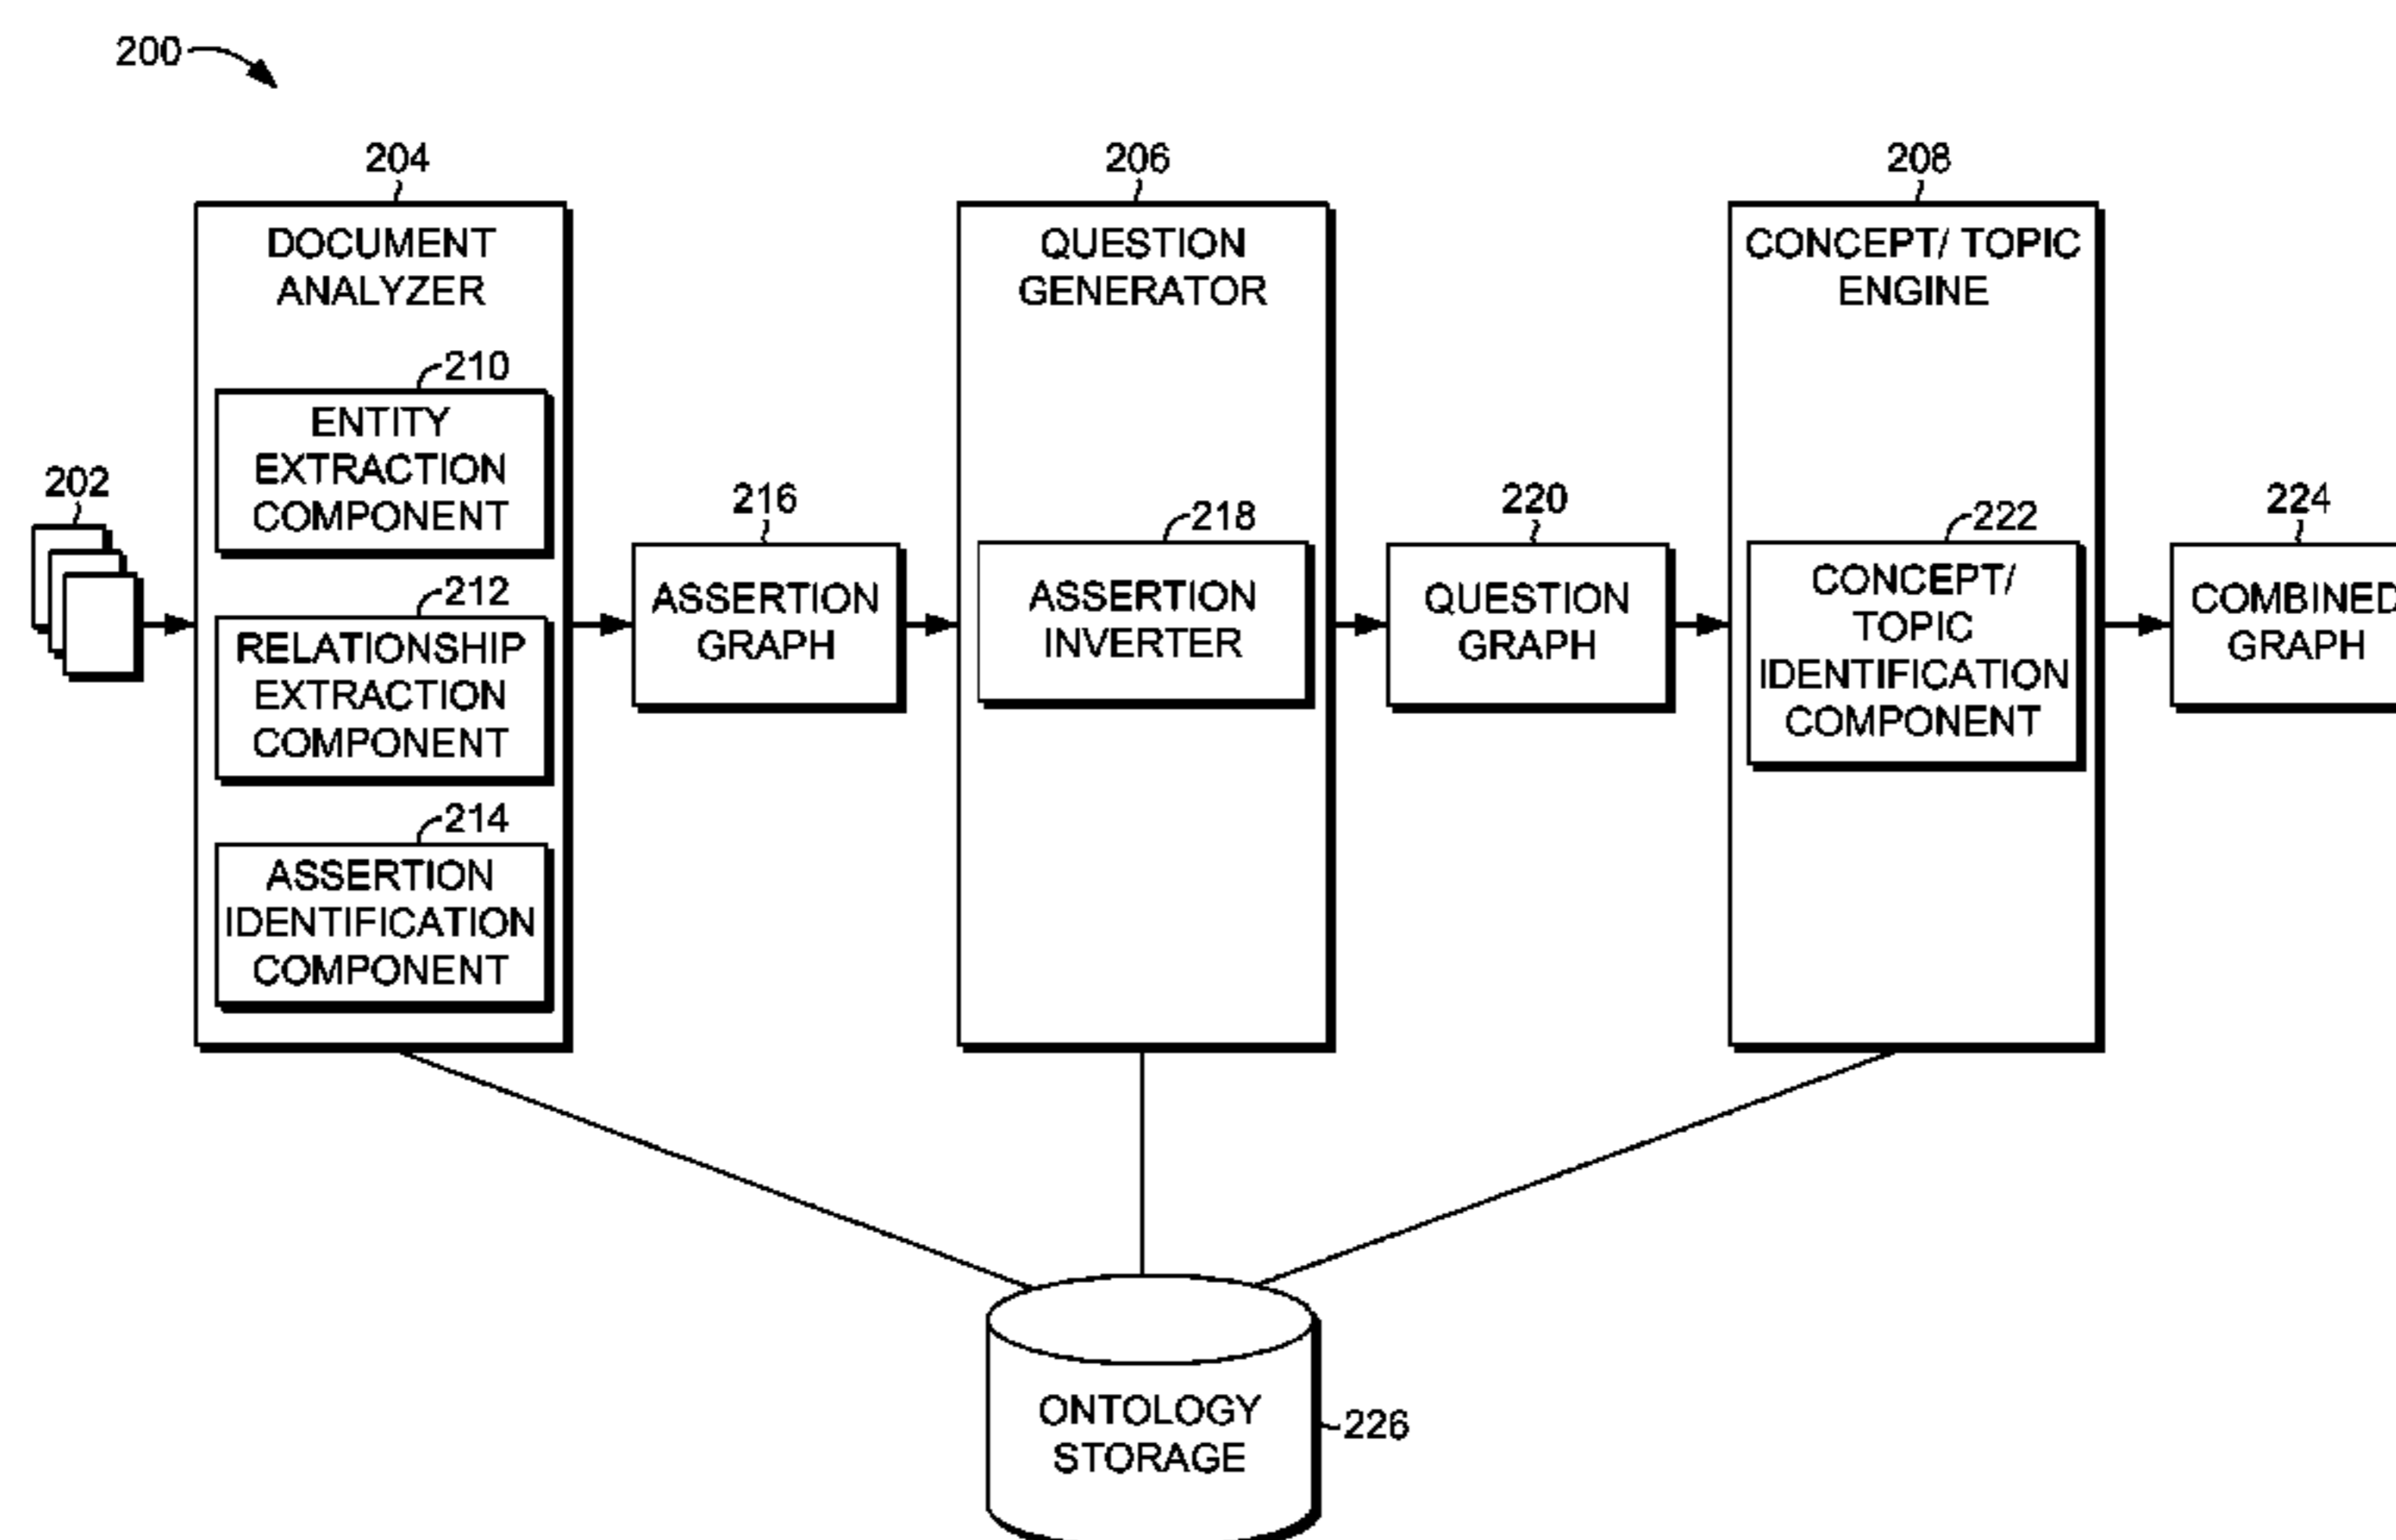 200
204
DOCUMENT
ANALYZER
210
ENTITY
EXTRACTION
COMPONENT
212
RELATIONSHIP
EXTRACTION
COMPONENT
214
ASSERTION
IDENTIFICATION
COMPONENT
202
216
ASSERTION
GRAPH
206
QUESTION
GENERATOR
218
ASSERTION
INVERTER
220
QUESTION
GRAPH
208
CONCEPT/ TOPIC
ENGINE
222
CONCEPT/
TOPIC
IDENTIFICATION
COMPONENT
224
COMBINED
GRAPH
ONTOLOGY
STORAGE
226